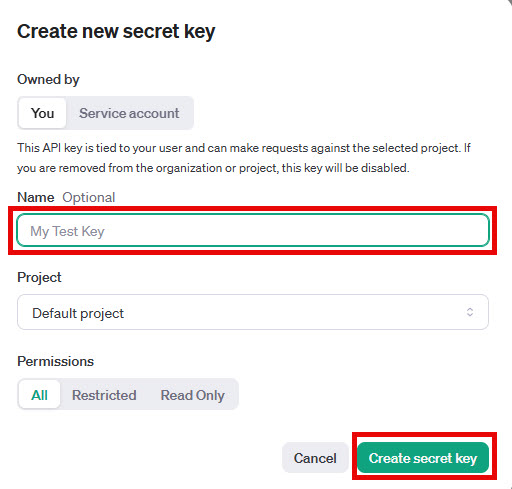 Create new secret key
Owned by
You Service account
This API key is tied to your user and can make requests against the selected project. If
you are removed from the organization or project, this key will be disabled.
Name Optional
My Test Key
Project
Default project
Permissions
All Restricted Read Only
Cancel Create secret key